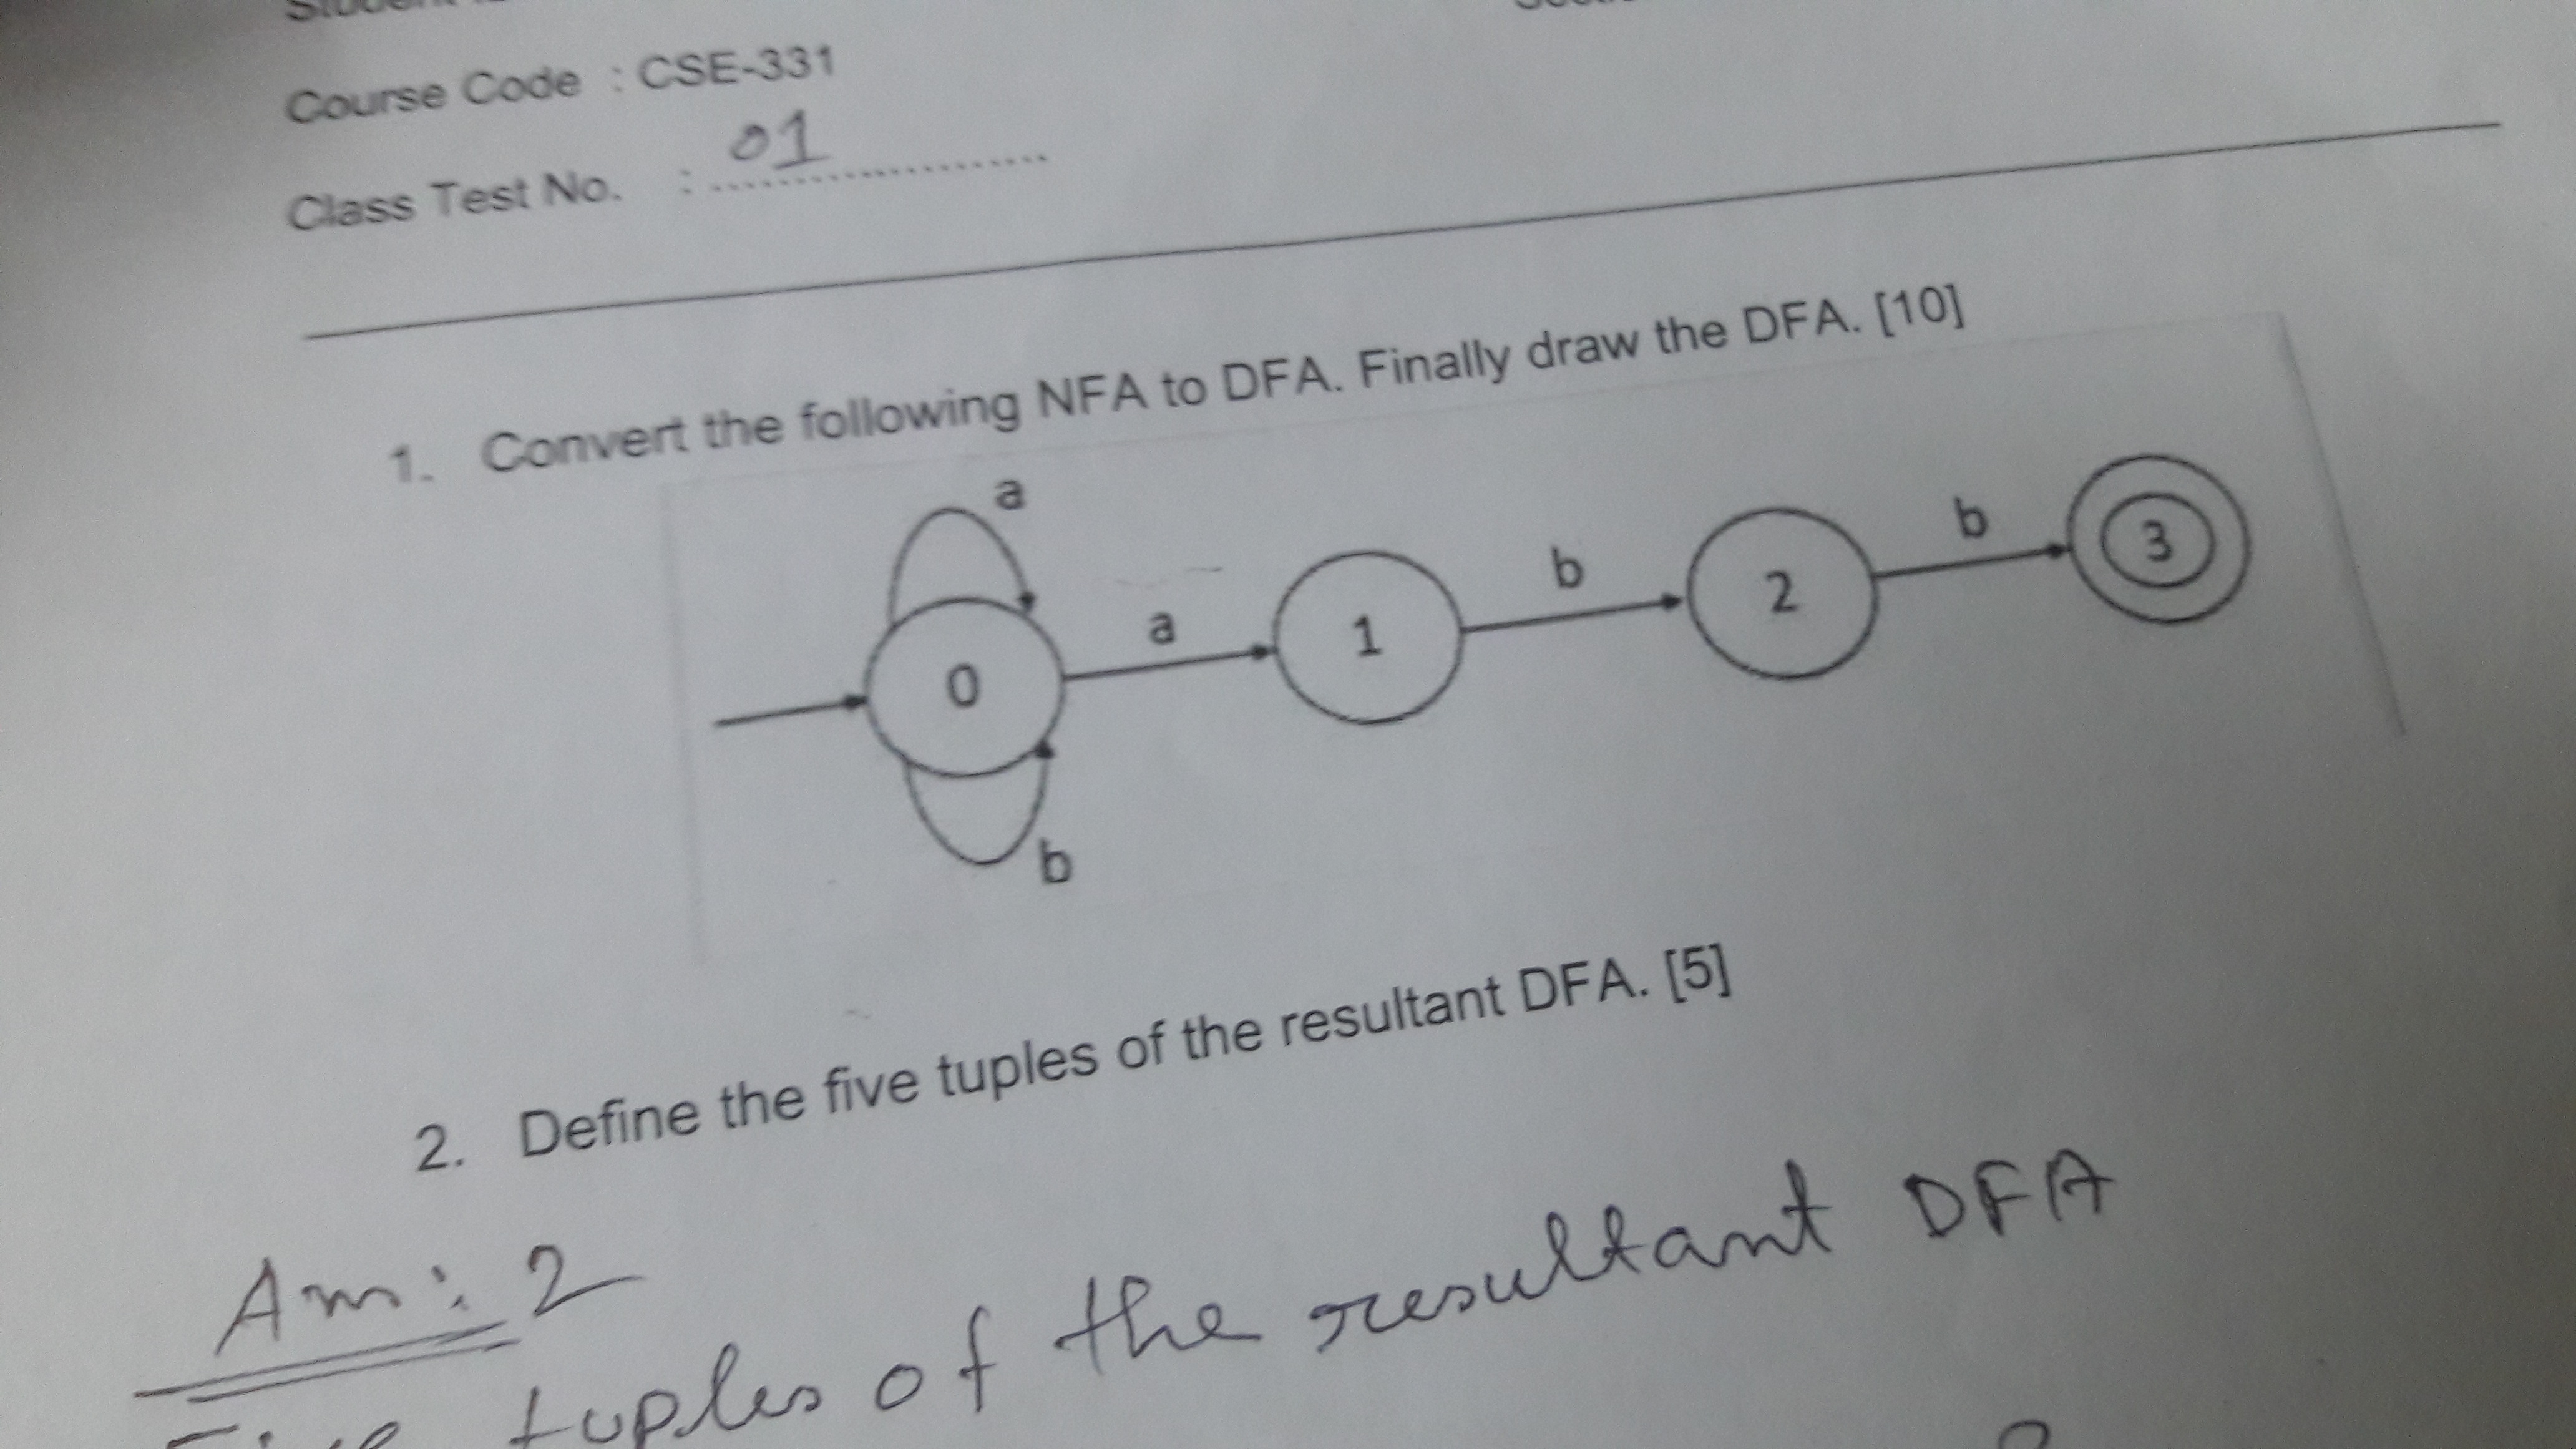 Course Code : CSE-331
Class Test No. : 01
1. Convert the following NFA to DFA. Finally draw the DFA. [10]
a
0 a 1 b 2 b 3
b
2. Define the five tuples of the resultant DFA. [5]
Ans: 2
tuples of the resultant DFA